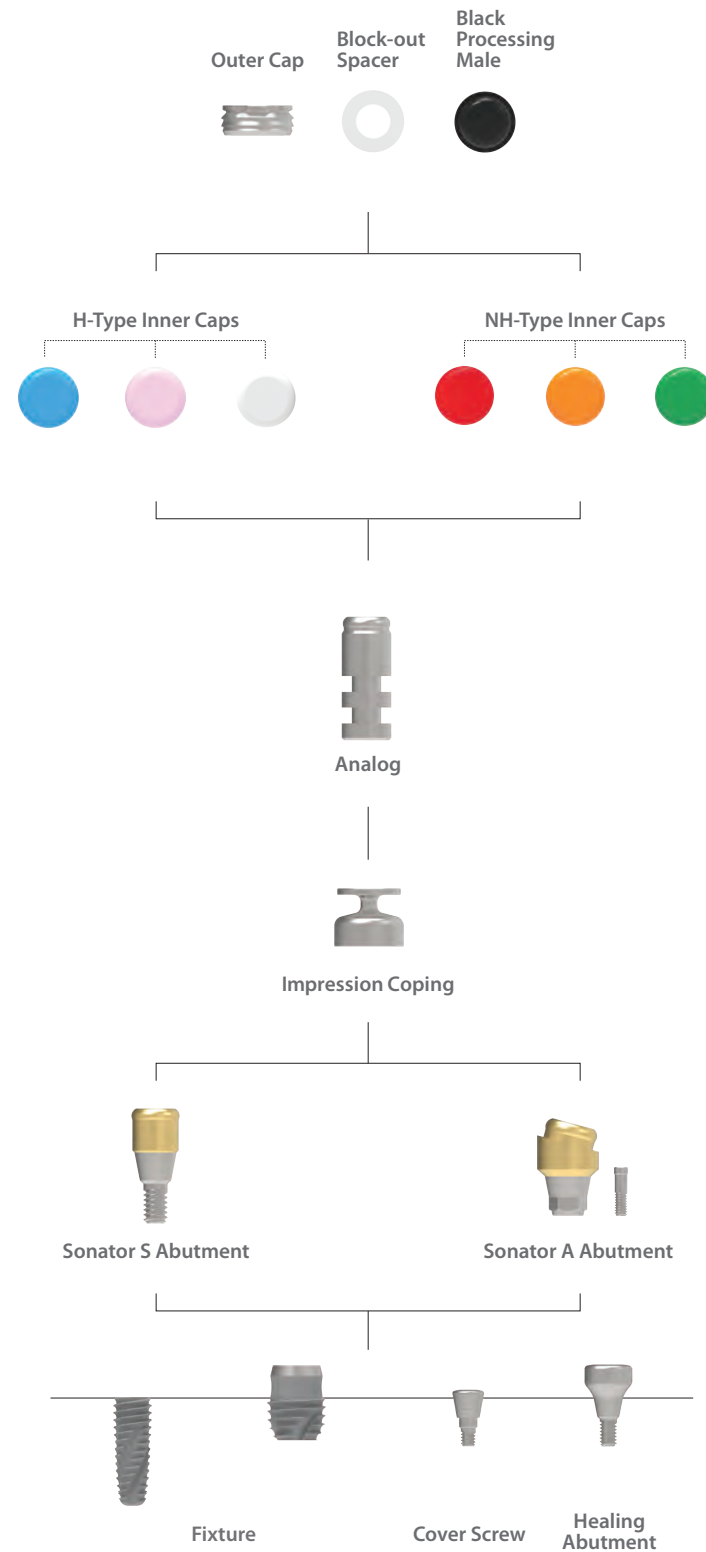 Outer Cap
Block-out
Spacer
Black
Processing
Male
H-Type Inner Caps
NH-Type Inner Caps
Analog
Impression Coping
Sonator S Abutment
Sonator A Abutment
Fixture
Cover Screw
Healing
Abutment